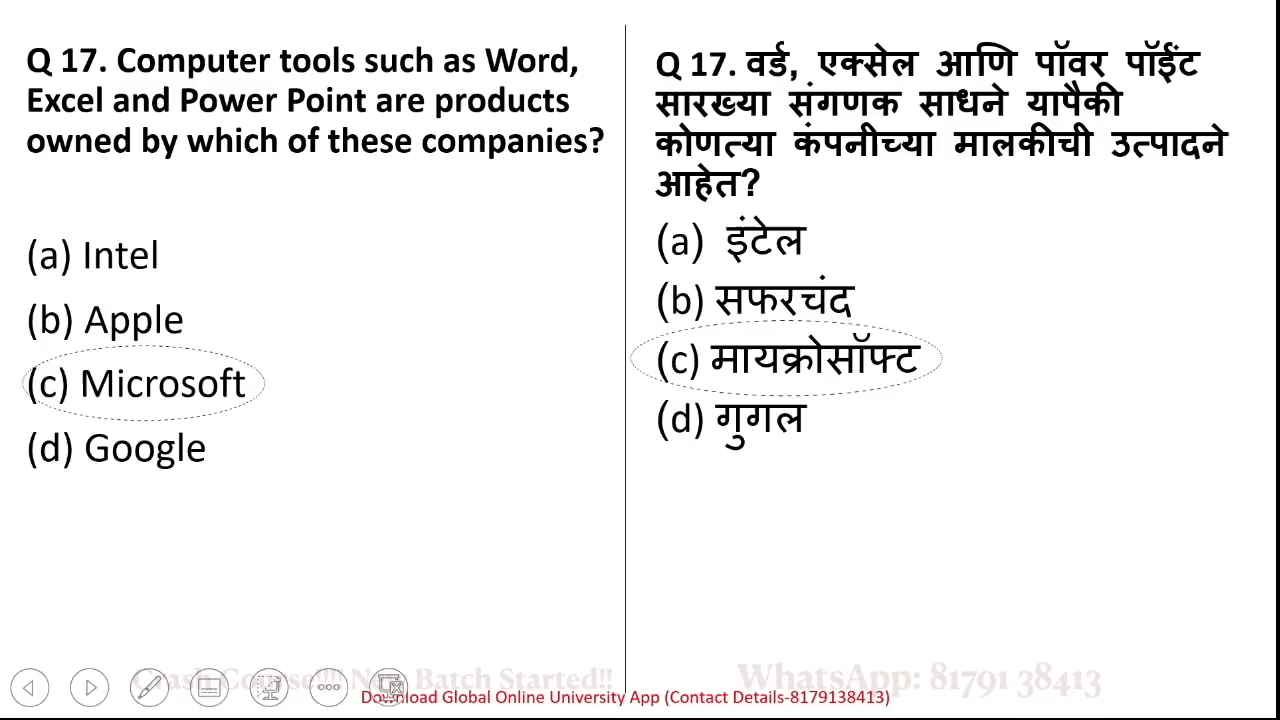 Q 17. Computer tools such as Word,
Excel and Power Point are products
owned by which of these companies?
(a) Intel
(b) Apple
(c) Microsoft
(d) Google
Q 17. वर्ड, एक्सेल आणि पॉवर पॉईंट
सारख्या संगणक साधने यापैकी
कोणत्या कंपनीच्या मालकीची उत्पादने
आहेत?
(a) इंटेल
(b) सफरचंद
(c) मायक्रोसॉफ्ट
(d) गुगल
Crash Course!!! New Batch Started!!
WhatsApp: 81791 38413
Download Global Online University App (Contact Details-8179138413)